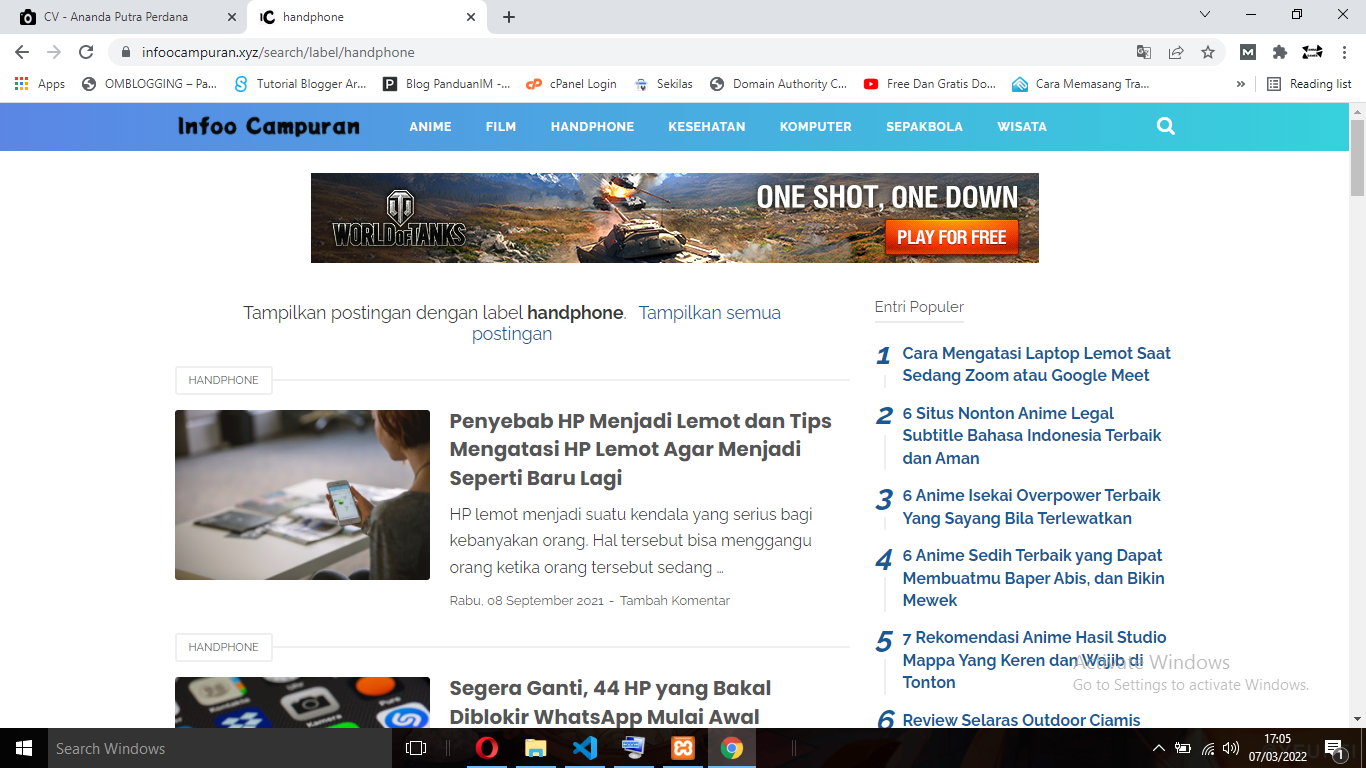 CV - Ananda Putra Perdana
handphone
infoocampuran.xyz/search/label/handphone
Apps
OMBLOGGING – Pa...
Tutorial Blogger Ar...
Blog PanduanIM -...
cPanel Login
Sekilas
Domain Authority C...
Free Dan Gratis Do...
Cara Memasang Tra...
»
Reading list
Infoo Campuran
ANIME
FILM
HANDPHONE
KESEHATAN
KOMPUTER
SEPAKBOLA
WISATA
WORLD OF TANKS
ONE SHOT, ONE DOWN
PLAY FOR FREE
Tampilkan postingan dengan label handphone. Tampilkan semua
postingan
HANDPHONE
Penyebab HP Menjadi Lemot dan Tips
Mengatasi HP Lemot Agar Menjadi
Seperti Baru Lagi
HP lemot menjadi suatu kendala yang serius bagi
kebanyakan orang. Hal tersebut bisa menggangu
orang ketika orang tersebut sedang ...
Rabu, 08 September 2021 - Tambah Komentar
HANDPHONE
Segera Ganti, 44 HP yang Bakal
Diblokir WhatsApp Mulai Awal
Kamera
Pure
Entri Populer
1 Cara Mengatasi Laptop Lemot Saat
Sedang Zoom atau Google Meet
2 6 Situs Nonton Anime Legal
Subtitle Bahasa Indonesia Terbaik
dan Aman
3 6 Anime Isekai Overpower Terbaik
Yang Sayang Bila Terlewatkan
4 6 Anime Sedih Terbaik yang Dapat
Membuatmu Baper Abis, dan Bikin
Mewek
5 7 Rekomendasi Anime Hasil Studio
Mappa Yang Keren dan Wajib di
Tonton
6 Review Selaras Outdoor Ciamis
Activate Windows
Go to Settings to activate Windows.
Search Windows
17:05
07/03/2022
1